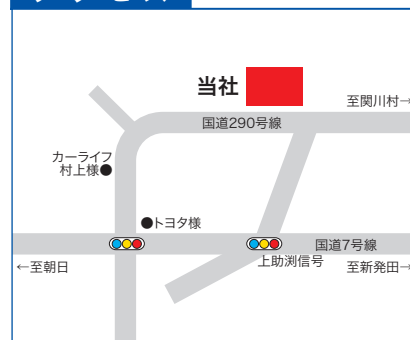 当社
至関川村→
国道290号線
カーライフ
村上様●
●トヨタ様
国道7号線
上助渕信号
←至朝日
至新発田→